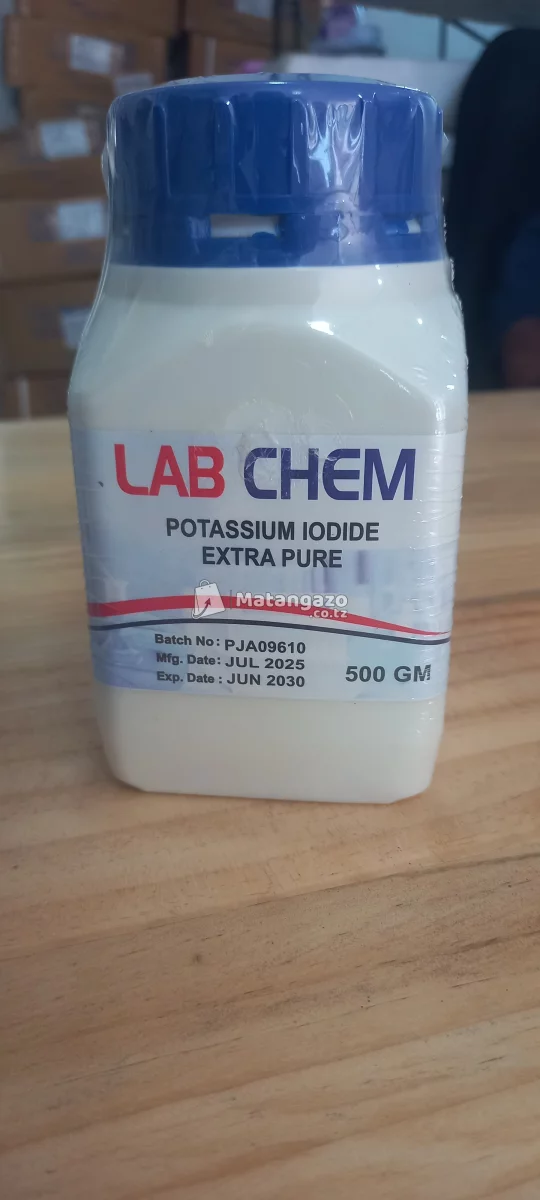 LAB CHEM
POTASSIUM IODIDE
EXTRA PURE
Matangazo
.co.tz
Batch No: PJA09610
Mfg. Date: JUL 2025
Exp. Date : JUN 2030
500 GM